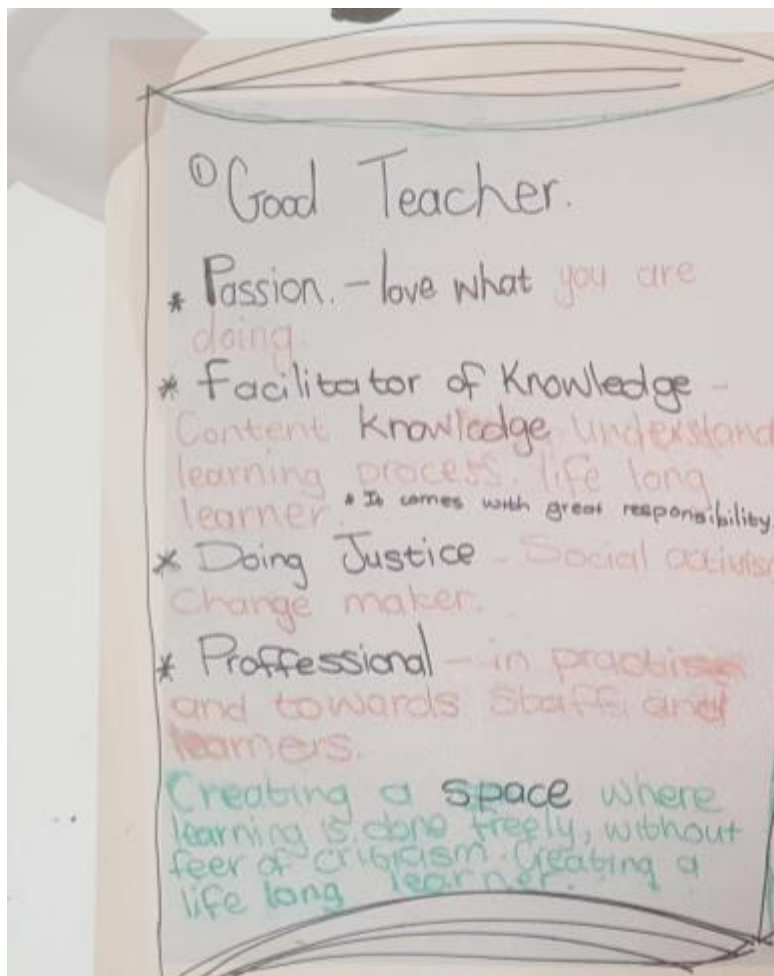 ① Good Teacher.
* Passion. - love what you are
doing.
* Facilitator of Knowledge -
Content knowledge understand
learning process. life long
learner. * It comes with great responsibility.
* Doing Justice - Social activism
Change maker.
* Proffessional - in practise
and towards staff and
learners.
Creating a space where
learning is done freely, without
feer of criticism. Creating a
life long learner.